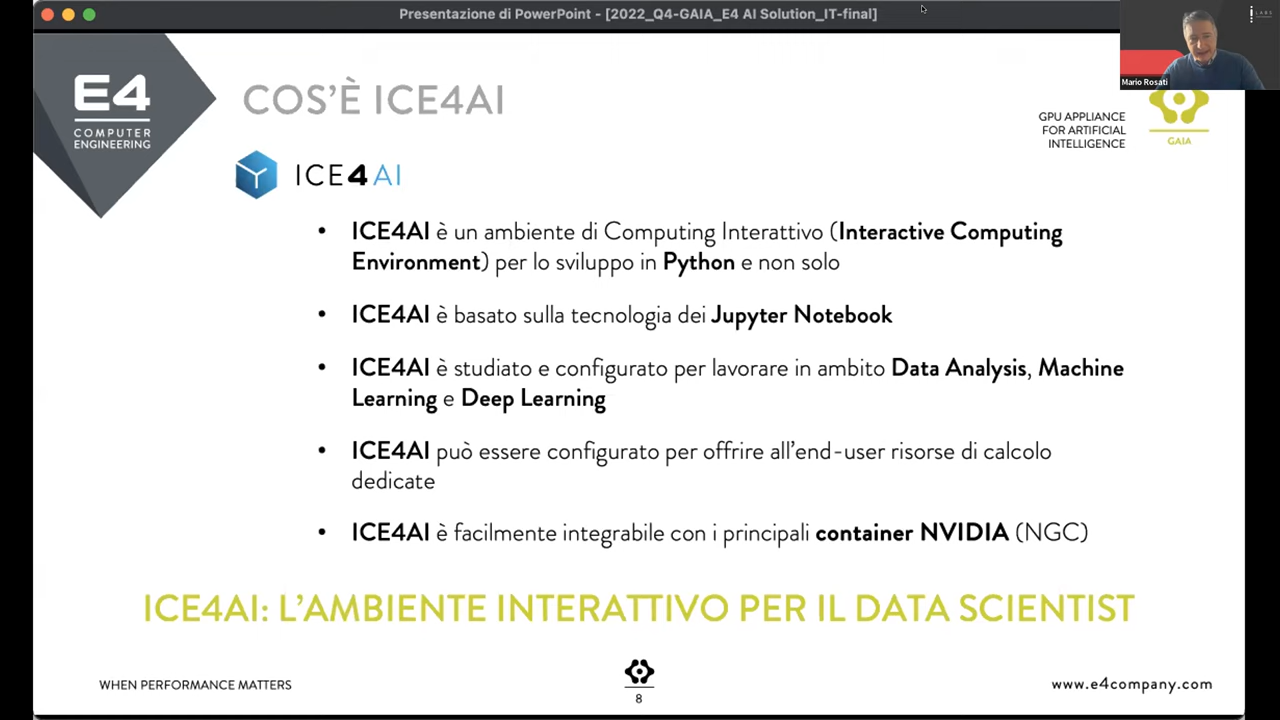 Presentazione di PowerPoint - [2022_Q4-GAIA_E4 AI Solution_IT-final]
Mario Rosati
E4
COMPUTER
ENGINEERING
COS'È ICE4AI
GPU APPLIANCE
FOR ARTIFICIAL
INTELLIGENCE
GAIA
ICE4AI
• ICE4AI è un ambiente di Computing Interattivo (Interactive Computing
Environment) per lo sviluppo in Python e non solo
• ICE4AI è basato sulla tecnologia dei Jupyter Notebook
• ICE4AI è studiato e configurato per lavorare in ambito Data Analysis, Machine
Learning e Deep Learning
• ICE4AI può essere configurato per offrire all'end-user risorse di calcolo
dedicate
• ICE4AI è facilmente integrabile con i principali container NVIDIA (NGC)
ICE4AI: L'AMBIENTE INTERATTIVO PER IL DATA SCIENTIST
WHEN PERFORMANCE MATTERS
8
www.e4company.com